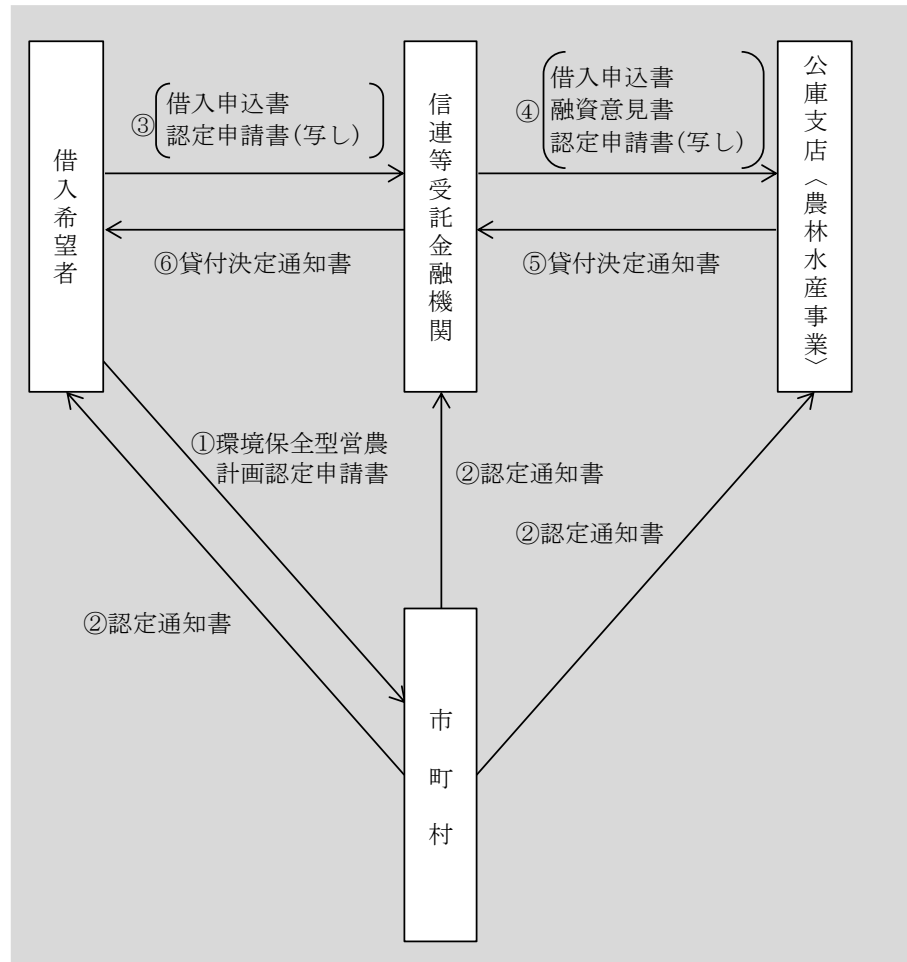 借入希望者
③
借入申込書
認定申請書(写し)
信連等受託金融機関
④
借入申込書
融資意見書
認定申請書(写し)
公庫支店〈農林水産事業〉
⑥貸付決定通知書
⑤貸付決定通知書
①環境保全型営農
計画認定申請書
②認定通知書
②認定通知書
②認定通知書
市町村